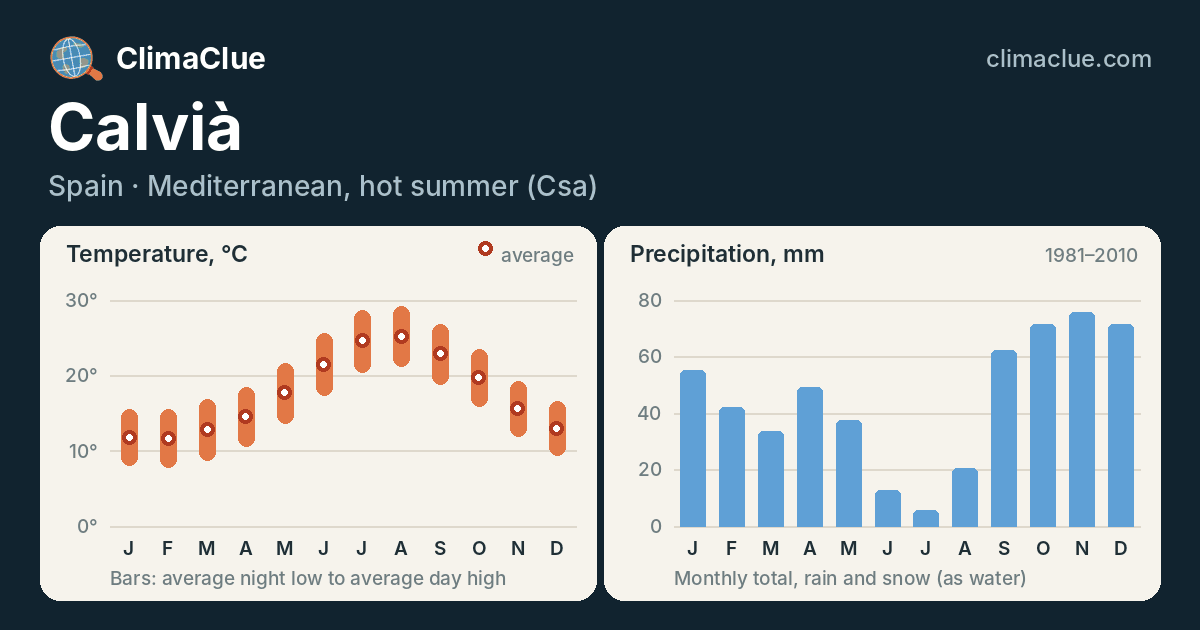 ClimaClue
climaclue.com
Calvià
Spain · Mediterranean, hot summer (Csa)
Temperature, °C
average
30°
20°
10°
0°
J F M A M J J A S O N D
Bars: average night low to average day high
Precipitation, mm
1981–2010
80
60
40
20
0
J F M A M J J A S O N D
Monthly total, rain and snow (as water)